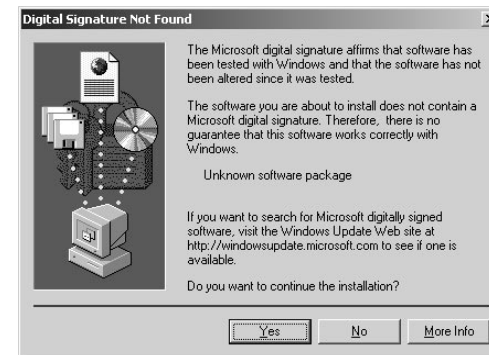 Digital Signature Not Found
The Microsoft digital signature affirms that software has
been tested with Windows and that the software has not
been altered since it was tested.
The software you are about to install does not contain a
Microsoft digital signature. Therefore, there is no
guarantee that this software works correctly with
Windows.
Unknown software package
If you want to search for Microsoft digitally signed
software, visit the Windows Update Web site at
http://windowsupdate.microsoft.com to see if one is
available.
Do you want to continue the installation?
Yes No More Info